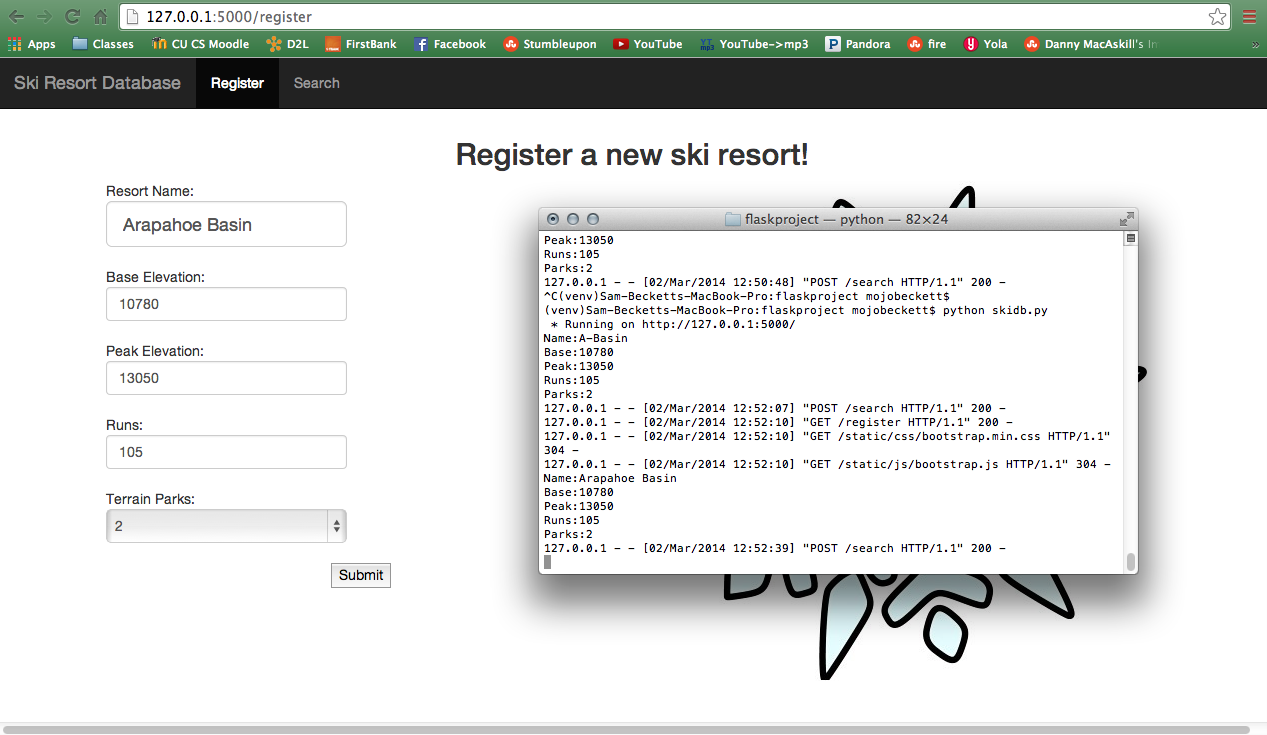 127.0.0.1:5000/register
Apps Classes CU CS Moodle D2L FirstBank Facebook Stumbleupon YouTube YouTube->mp3 Pandora fire Yola Danny MacAskill's
Ski Resort Database Register Search
Register a new ski resort!
Resort Name:
Arapahoe Basin
Base Elevation:
10780
Peak Elevation:
13050
Runs:
105
Terrain Parks:
2
Submit
flaskproject — python — 82×24
Peak:13050
Runs:105
Parks:2
127.0.0.1 - - [02/Mar/2014 12:50:48] "POST /search HTTP/1.1" 200 -
^C(venv)Sam-Becketts-MacBook-Pro:flaskproject mojobeckett$
(venv)Sam-Becketts-MacBook-Pro:flaskproject mojobeckett$ python skidb.py
* Running on http://127.0.0.1:5000/
Name:A-Basin
Base:10780
Peak:13050
Runs:105
Parks:2
127.0.0.1 - - [02/Mar/2014 12:52:07] "POST /search HTTP/1.1" 200 -
127.0.0.1 - - [02/Mar/2014 12:52:10] "GET /register HTTP/1.1" 200 -
127.0.0.1 - - [02/Mar/2014 12:52:10] "GET /static/css/bootstrap.min.css HTTP/1.1"
304 -
127.0.0.1 - - [02/Mar/2014 12:52:10] "GET /static/js/bootstrap.js HTTP/1.1" 304 -
Name:Arapahoe Basin
Base:10780
Peak:13050
Runs:105
Parks:2
127.0.0.1 - - [02/Mar/2014 12:52:39] "POST /search HTTP/1.1" 200 -